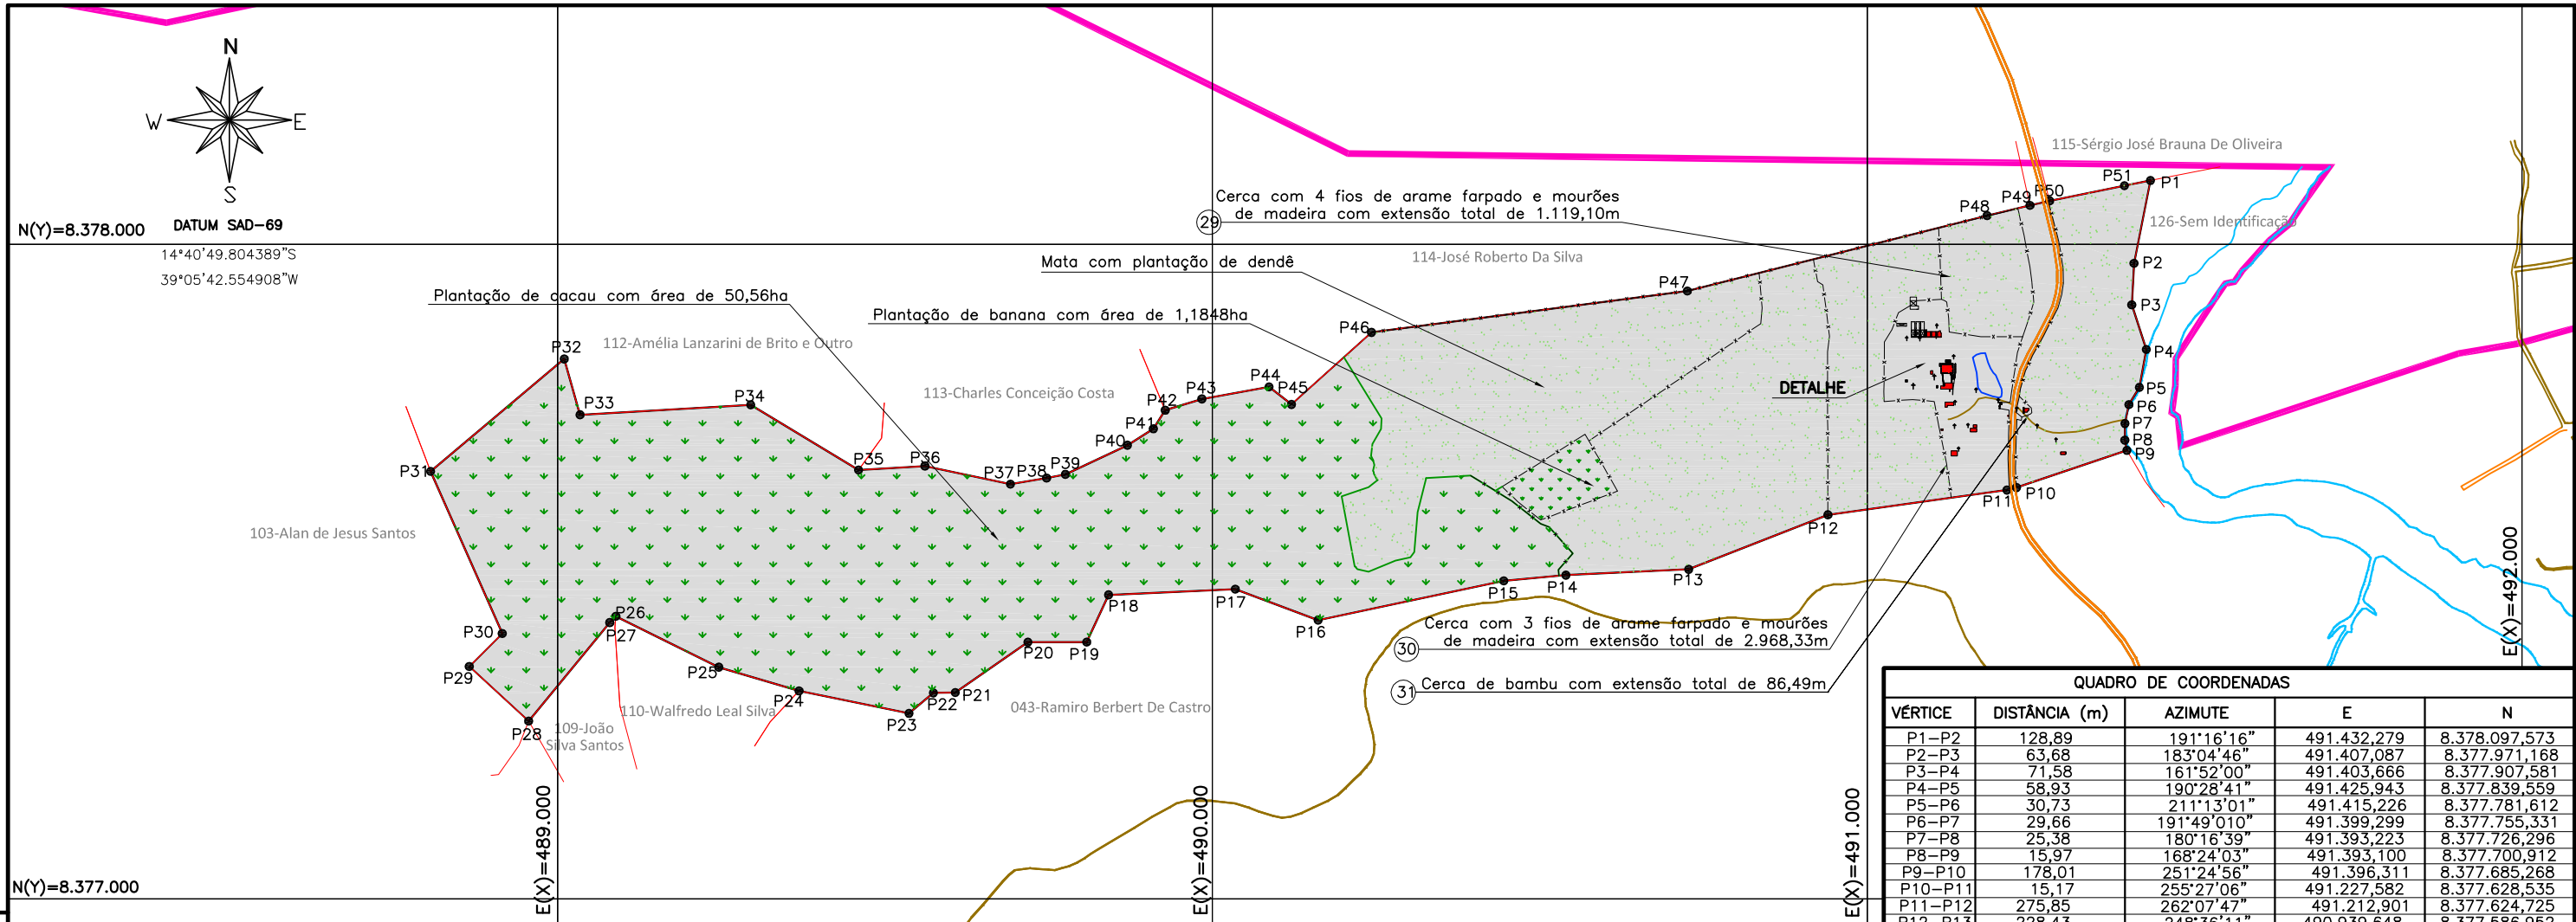 N
W
E
S
DATUM SAD-69
14°40'49.804389"S
39°05'42.554908"W
N(Y)=8.378.000
N(Y)=8.377.000
E(X)=489.000
E(X)=490.000
E(X)=491.000
E(X)=492.000
115-Sérgio José Brauna De Oliveira
126-Sem Identificação
114-José Roberto Da Silva
112-Amélia Lanzarini de Brito e Outro
113-Charles Conceição Costa
103-Alan de Jesus Santos
109-João
Silva Santos
110-Walfredo Leal Silva
043-Ramiro Berbert De Castro
29
Cerca com 4 fios de arame farpado e mourões
de madeira com extensão total de 1.119,10m
Mata com plantação de dendê
Plantação de cacau com área de 50,56ha
Plantação de banana com área de 1,1848ha
DETALHE
30
Cerca com 3 fios de arame farpado e mourões
de madeira com extensão total de 2.968,33m
31
Cerca de bambu com extensão total de 86,49m
P1
P2
P3
P4
P5
P6
P7
P8
P9
P10
P11
P12
P13
P14
P15
P16
P17
P18
P19
P20
P21
P22
P23
P24
P25
P26
P27
P28
P29
P30
P31
P32
P33
P34
P35
P36
P37
P38
P39
P40
P41
P42
P43
P44
P45
P46
P47
P48
P49
P50
P51
QUADRO DE COORDENADAS
VÉRTICE DISTÂNCIA (m) AZIMUTE E N
P1-P2 128,89 191°16'16" 491.432,279 8.378.097,573
P2-P3 63,68 183°04'46" 491.407,087 8.377.971,168
P3-P4 71,58 161°52'00" 491.403,666 8.377.907,581
P4-P5 58,93 190°28'41" 491.425,943 8.377.839,559
P5-P6 30,73 211°13'01" 491.415,226 8.377.781,612
P6-P7 29,66 191°49'010" 491.399,299 8.377.755,331
P7-P8 25,38 180°16'39" 491.393,223 8.377.726,296
P8-P9 15,97 168°24'03" 491.393,100 8.377.700,912
P9-P10 178,01 251°24'56" 491.396,311 8.377.685,268
P10-P11 15,17 255°27'06" 491.227,582 8.377.628,535
P11-P12 275,85 262°07'47" 491.212,901 8.377.624,725
P12-P13 228,43 248°36'11" 490.939,648 8.377.586,952